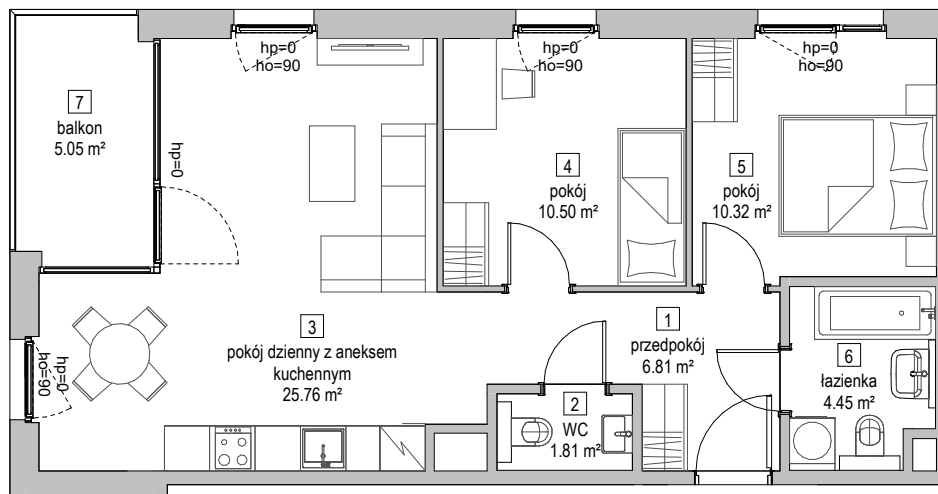 hp=0
ho=90
hp=0
ho=90
hp=0
ho=90
7
balkon
5.05 m²
hp=0
4
pokój
10.50 m²
5
pokój
10.32 m²
3
pokój dzienny z aneksem
kuchennym
25.76 m²
1
przedpokój
6.81 m²
6
łazienka
4.45 m²
hp=0
ho=90
2
WC
1.81 m²